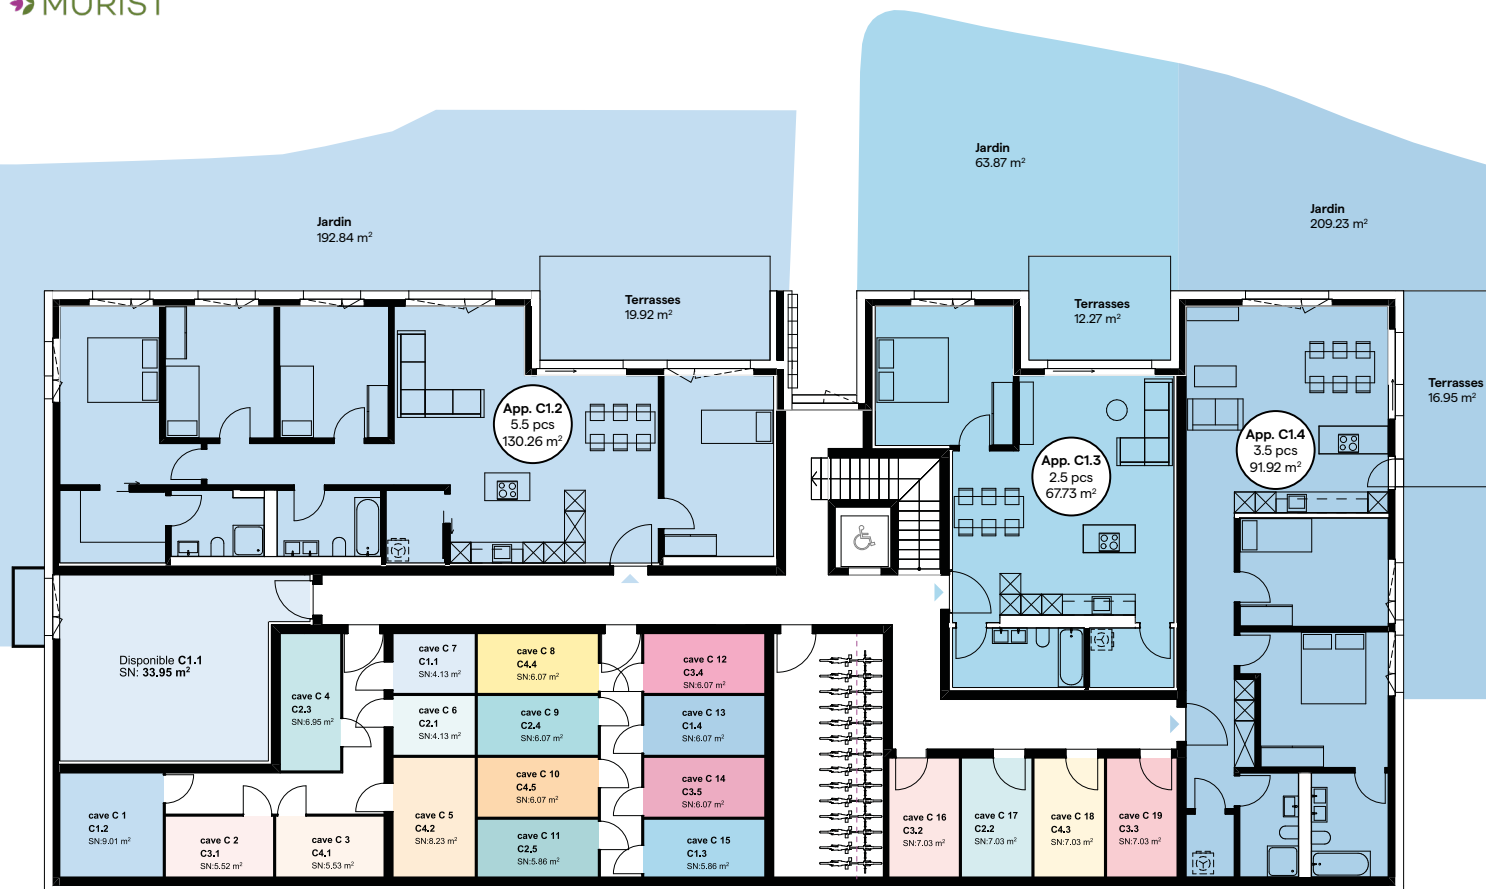 MURIST
Jardin
63.87 m²
Jardin
192.84 m²
Jardin
209.23 m²
Terrasses
19.92 m²
Terrasses
12.27 m²
Terrasses
16.95 m²
App. C1.2
5.5 pcs
130.26 m²
App. C1.3
2.5 pcs
67.73 m²
App. C1.4
3.5 pcs
91.92 m²
Disponible C1.1
SN: 33.95 m²
cave C 4
C2.3
SN:6.95 m²
cave C 7
C1.1
SN:4.13 m²
cave C 8
C4.4
SN:6.07 m²
cave C 12
C3.4
SN:6.07 m²
cave C 6
C2.1
SN:4.13 m²
cave C 9
C2.4
SN:6.07 m²
cave C 13
C1.4
SN:6.07 m²
cave C 10
C4.5
SN:6.07 m²
cave C 14
C3.5
SN:6.07 m²
cave C 1
C1.2
SN:9.01 m²
cave C 2
C3.1
SN:5.52 m²
cave C 3
C4.1
SN:5.53 m²
cave C 5
C4.2
SN:8.23 m²
cave C 11
C2.5
SN:5.86 m²
cave C 15
C1.3
SN:5.86 m²
cave C 16
C3.2
SN:7.03 m²
cave C 17
C2.2
SN:7.03 m²
cave C 18
C4.3
SN:7.03 m²
cave C 19
C3.3
SN:7.03 m²